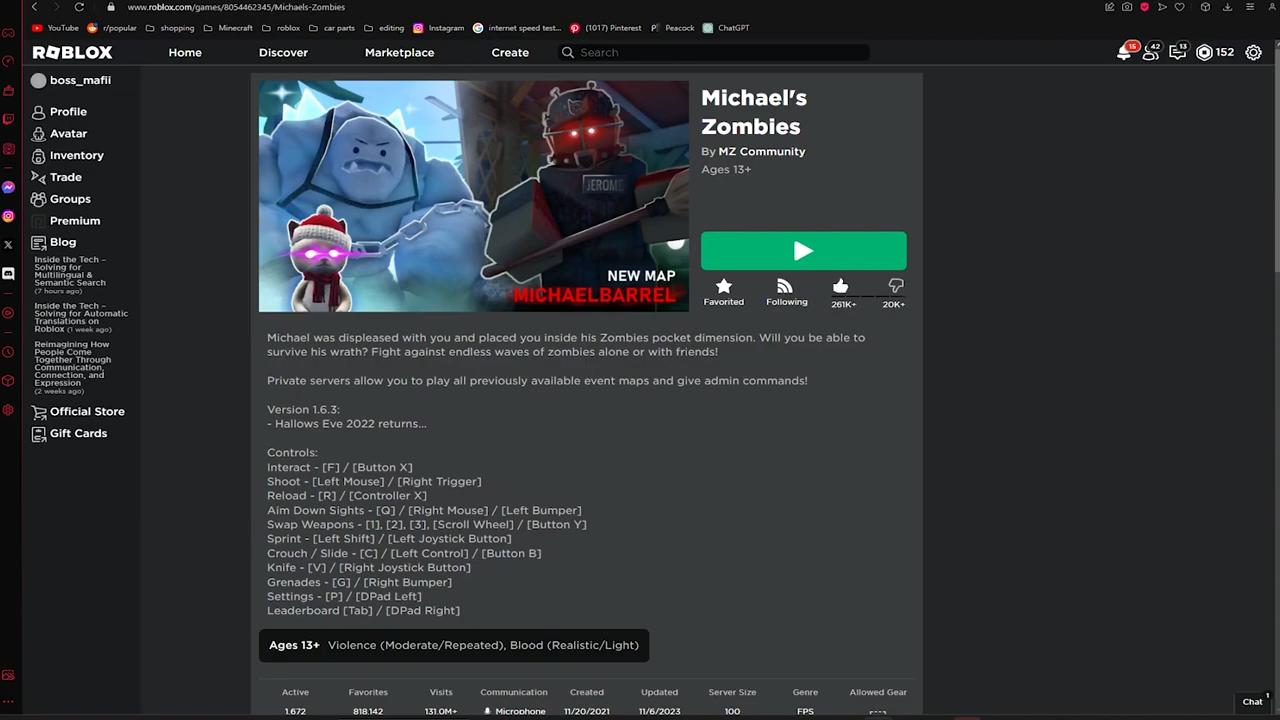 www.roblox.com/games/8054462345/Michaels-Zombies
YouTube r/popular shopping Minecraft roblox car parts editing Instagram internet speed test... (1017) Pinterest Peacock ChatGPT
ROBLOX Home Discover Marketplace Create Search 15 42 13 152
boss_mafii
Profile
Avatar
Inventory
Trade
Groups
Premium
Blog
Inside the Tech –
Solving for
Multilingual &
Semantic Search
(7 hours ago)
Inside the Tech –
Solving for Automatic
Translations on
Roblox (1 week ago)
Reimagining How
People Come
Together Through
Communication,
Connection, and
Expression
(2 weeks ago)
Official Store
Gift Cards
JEROME
NEW MAP
MICHAELBARREL
Michael's
Zombies
By MZ Community
Ages 13+
Favorited Following 261K+ 20K+
Michael was displeased with you and placed you inside his Zombies pocket dimension. Will you be able to
survive his wrath? Fight against endless waves of zombies alone or with friends!
Private servers allow you to play all previously available event maps and give admin commands!
Version 1.6.3:
- Hallows Eve 2022 returns...
Controls:
Interact - [F] / [Button X]
Shoot - [Left Mouse] / [Right Trigger]
Reload - [R] / [Controller X]
Aim Down Sights - [Q] / [Right Mouse] / [Left Bumper]
Swap Weapons - [1], [2], [3], [Scroll Wheel] / [Button Y]
Sprint - [Left Shift] / [Left Joystick Button]
Crouch / Slide - [C] / [Left Control] / [Button B]
Knife - [V] / [Right Joystick Button]
Grenades - [G] / [Right Bumper]
Settings - [P] / [DPad Left]
Leaderboard [Tab] / [DPad Right]
Ages 13+ Violence (Moderate/Repeated), Blood (Realistic/Light)
Active Favorites Visits Communication Created Updated Server Size Genre Allowed Gear
1,672 818,142 131.0M+ Microphone 11/20/2021 11/6/2023 100 FPS
Chat 1